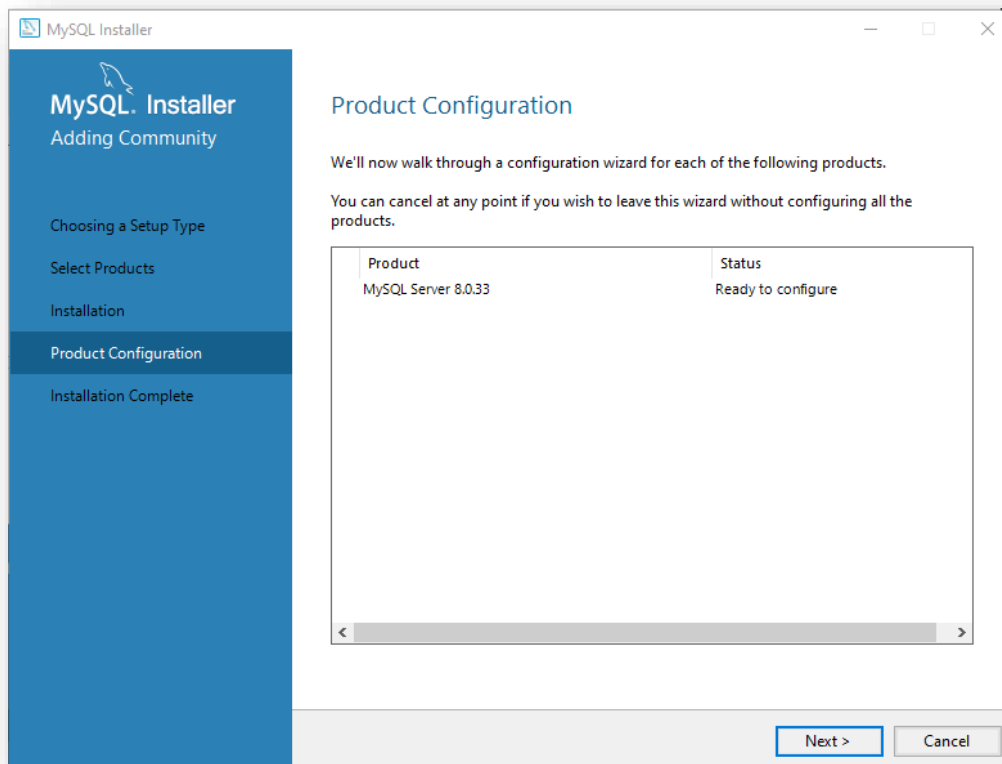 MySQL Installer
MySQL. Installer
Adding Community
Choosing a Setup Type
Select Products
Installation
Product Configuration
Installation Complete
Product Configuration
We'll now walk through a configuration wizard for each of the following products.
You can cancel at any point if you wish to leave this wizard without configuring all the
products.
Product Status
MySQL Server 8.0.33 Ready to configure
Next > Cancel